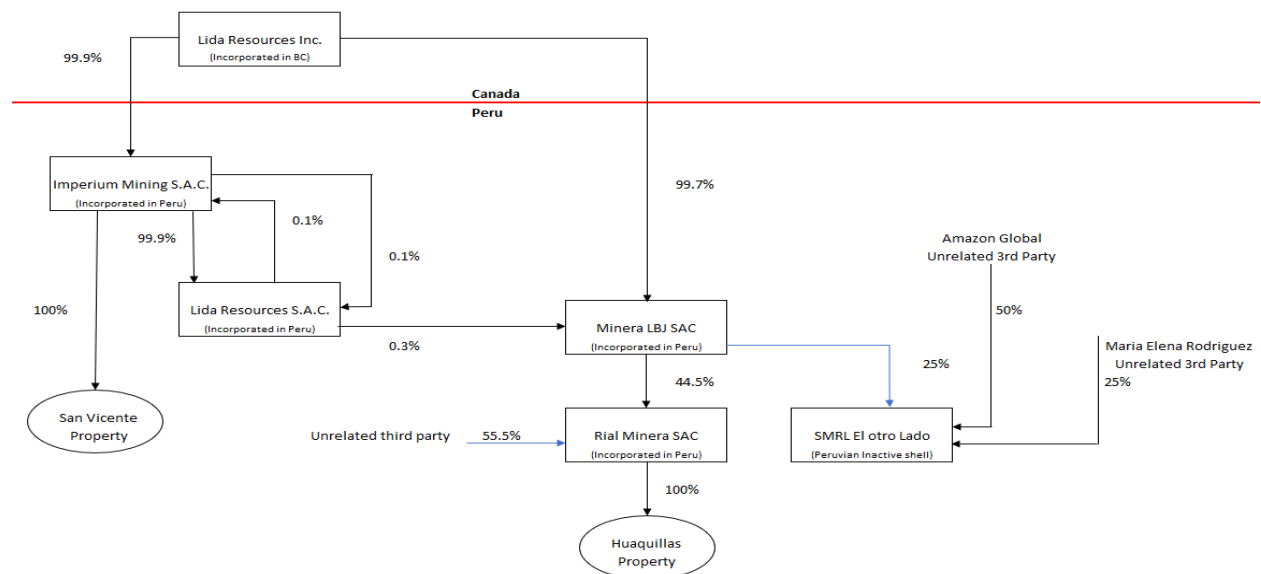 Lida Resources Inc.
(Incorporated in BC)
99.9%
Canada
Peru
Imperium Mining S.A.C.
(Incorporated in Peru)
99.7%
0.1%
99.9%
0.1%
Amazon Global
Unrelated 3rd Party
Lida Resources S.A.C.
(Incorporated in Peru)
100%
50%
Minera LBJ SAC
(Incorporated in Peru)
0.3%
Maria Elena Rodriguez
Unrelated 3rd Party
25%
25%
44.5%
San Vicente
Property
Unrelated third party
55.5%
Rial Minera SAC
(Incorporated in Peru)
SMRL El otro Lado
(Peruvian Inactive shell)
100%
Huaquillas
Property